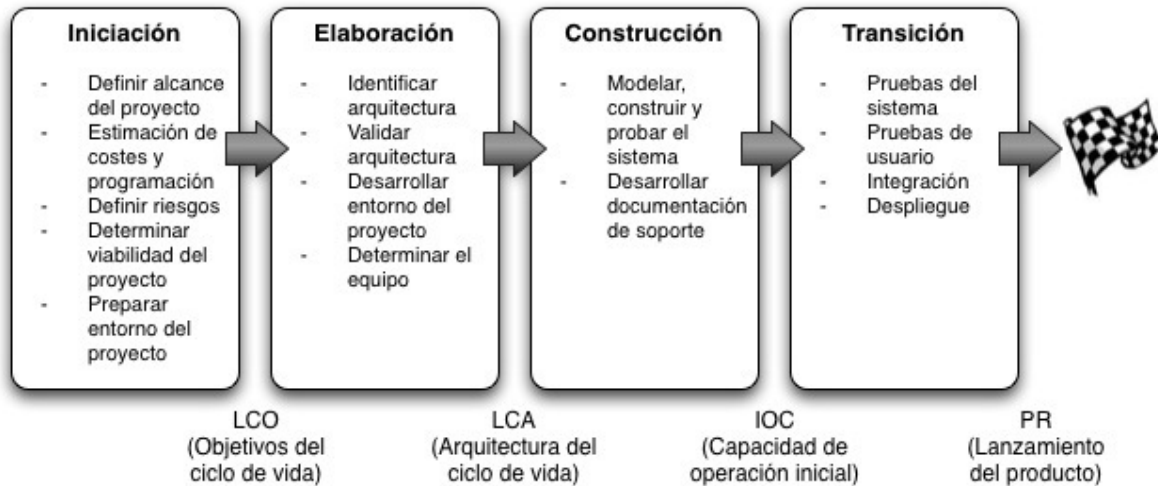 Iniciación
- Definir alcance
del proyecto
- Estimación de
costes y
programación
- Definir riesgos
- Determinar
viabilidad del
proyecto
- Preparar
entorno del
proyecto
Elaboración
- Identificar
arquitectura
- Validar
arquitectura
- Desarrollar
entorno del
proyecto
- Determinar el
equipo
Construcción
- Modelar,
construir y
probar el
sistema
- Desarrollar
documentación
de soporte
Transición
- Pruebas del
sistema
- Pruebas de
usuario
- Integración
- Despliegue
LCO
(Objetivos del
ciclo de vida)
LCA
(Arquitectura del
ciclo de vida)
IOC
(Capacidad de
operación inicial)
PR
(Lanzamiento
del producto)